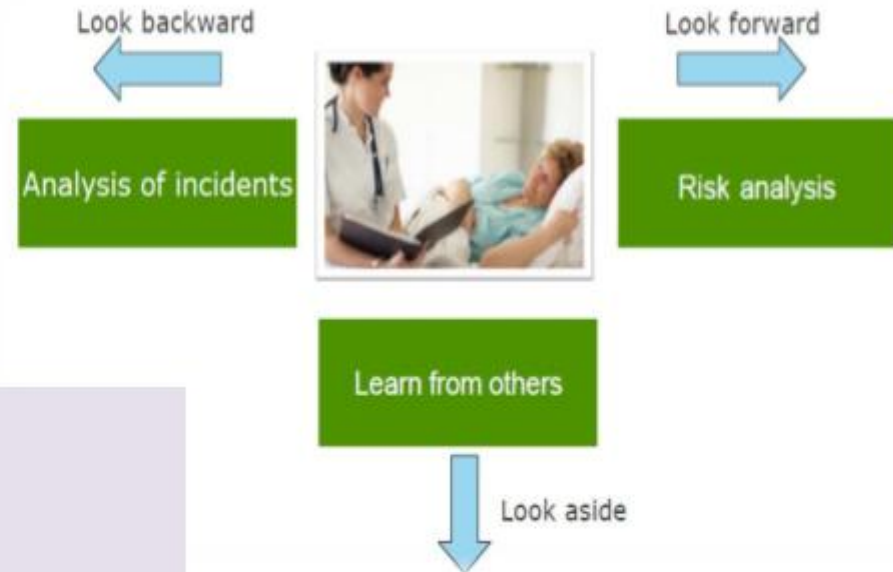 Look backward
Look forward
Analysis of incidents
Risk analysis
Learn from others
Look aside